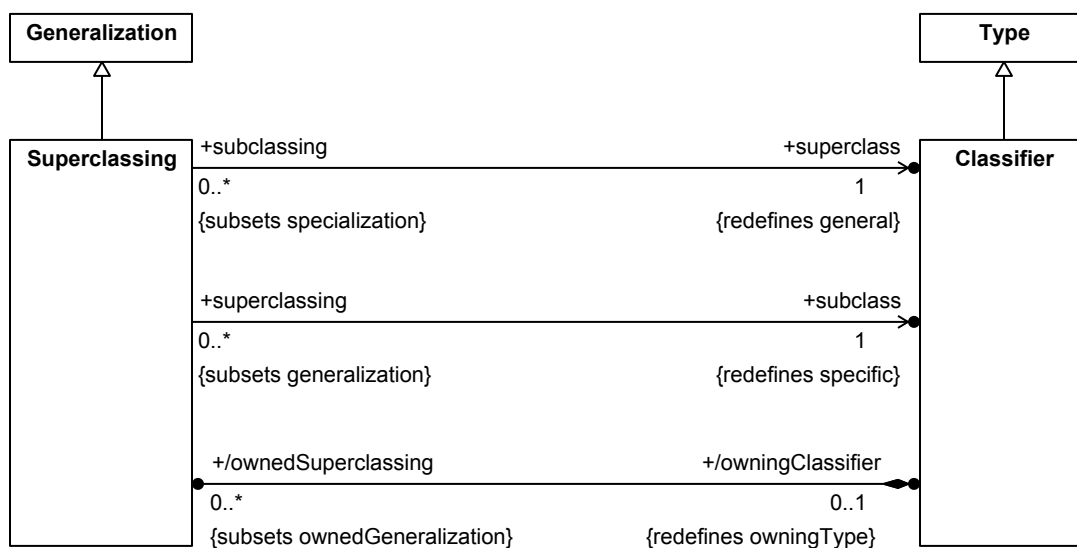 Generalization
Type
Superclassing
Classifier
+subclassing
+superclass
0..*
1
{subsets specialization}
{redefines general}
+superclassing
+subclass
0..*
1
{subsets generalization}
{redefines specific}
+/ownedSuperclassing
+/owningClassifier
0..*
0..1
{subsets ownedGeneralization}
{redefines owningType}